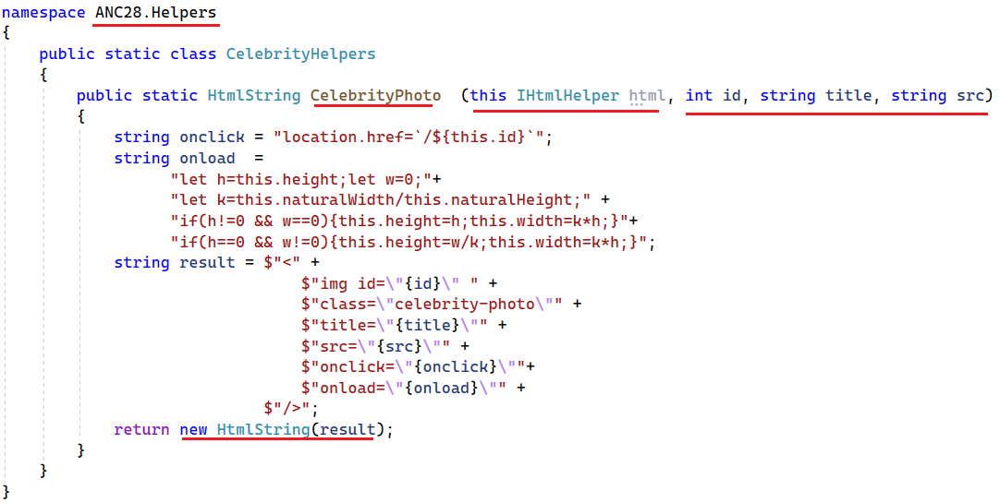 namespace ANC28.Helpers
{
public static class CelebrityHelpers
{
public static HtmlString CelebrityPhoto (this IHtmlHelper html, int id, string title, string src)
{
string onclick = "location.href=`/${this.id}`";
string onload =
"let h=this.height;let w=0;"+
"let k=this.naturalWidth/this.naturalHeight;" +
"if(h!=0 && w==0){this.height=h;this.width=k*h;}"+
"if(h==0 && w!=0){this.height=w/k;this.width=k*h;}";
string result = $"<" +
$"img id=\"{id}\" " +
$"class=\"celebrity-photo\"" +
$"title=\"{title}\"" +
$"src=\"{src}\"" +
$"onclick=\"{onclick}\""+
$"onload=\"{onload}\"" +
$"/>";
return new HtmlString(result);
}
}
}